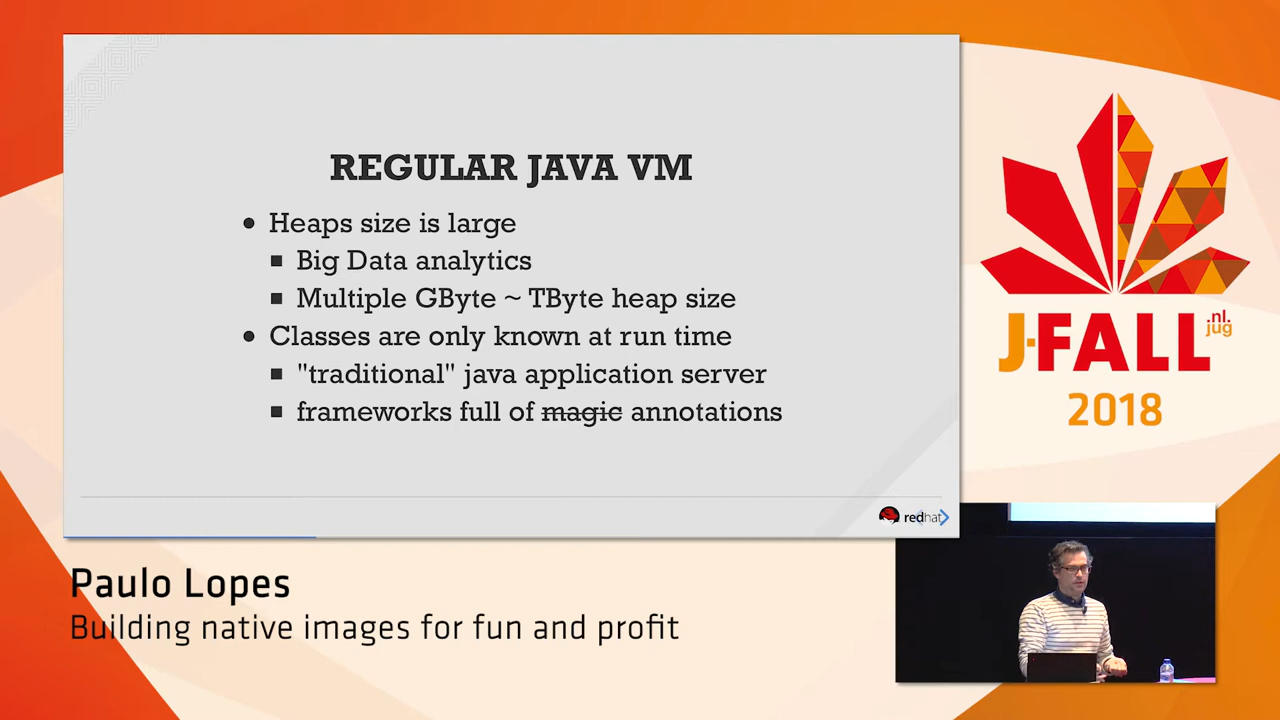 REGULAR JAVA VM
Heaps size is large
Big Data analytics
Multiple GByte ~ TByte heap size
Classes are only known at run time
"traditional" java application server
frameworks full of magic annotations
redhat
J-FALL
nl.
jug
2018
Paulo Lopes
Building native images for fun and profit